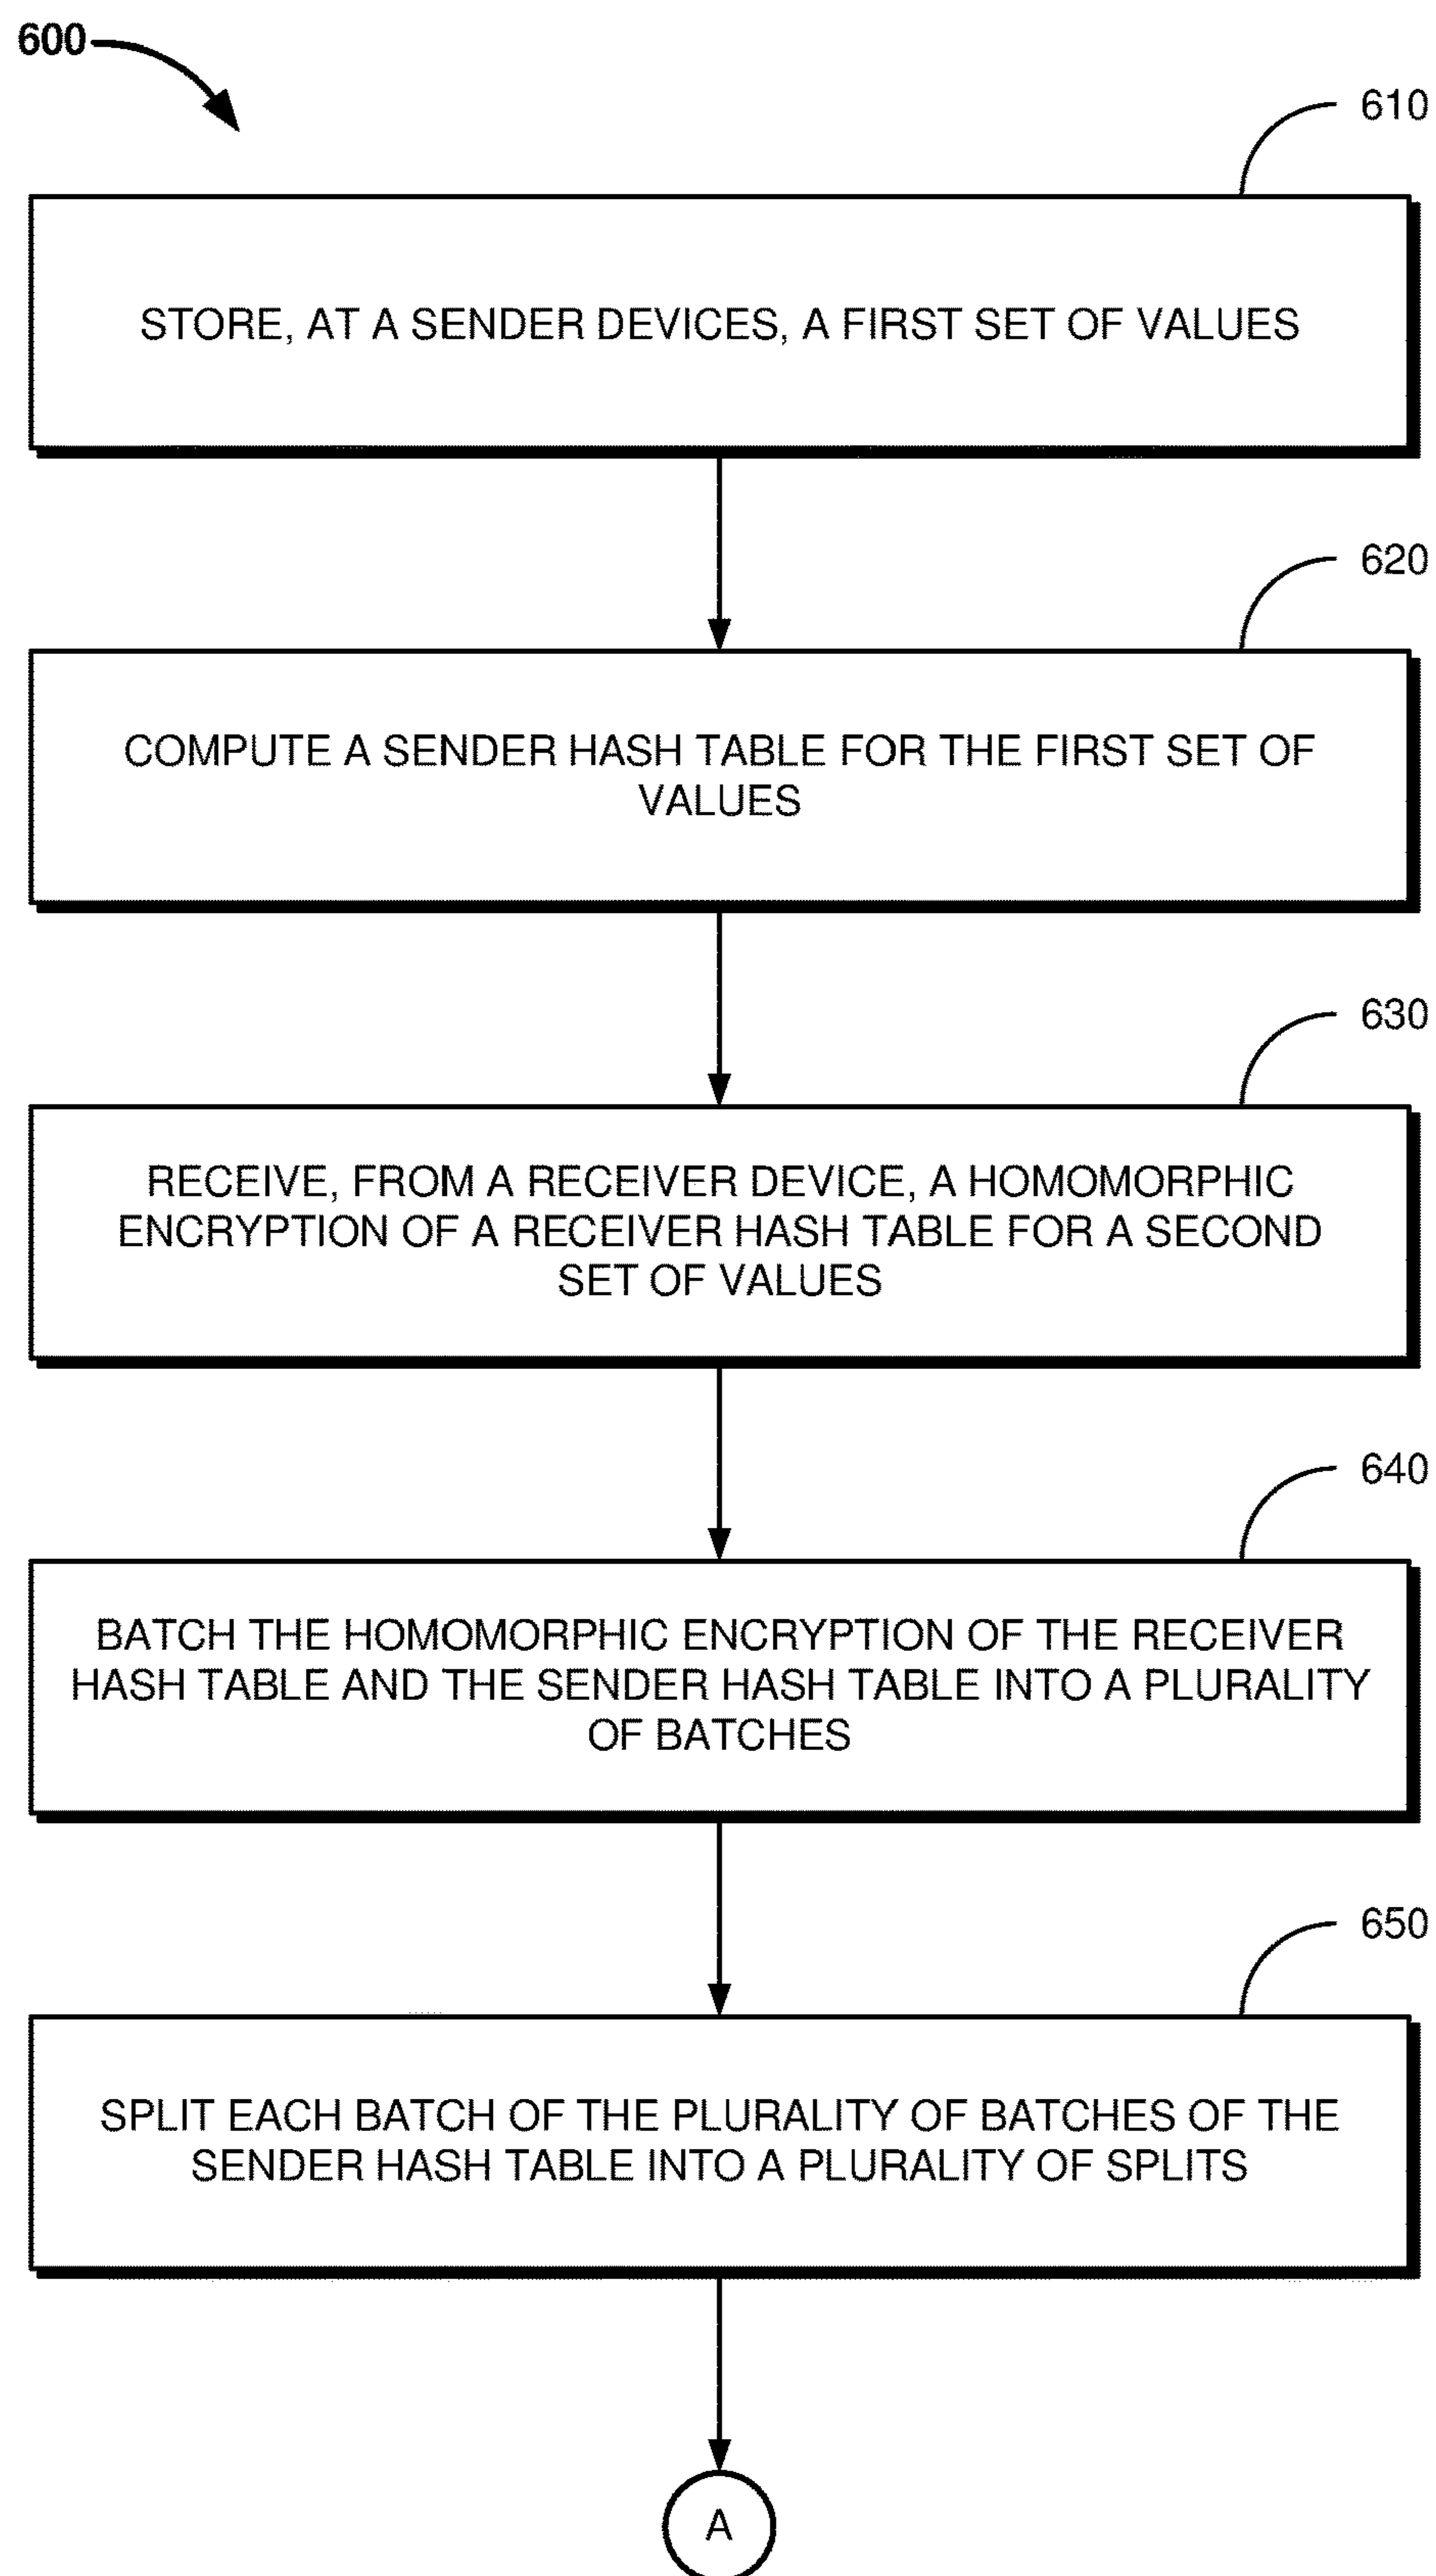 600
610
STORE, AT A SENDER DEVICES, A FIRST SET OF VALUES
620
COMPUTE A SENDER HASH TABLE FOR THE FIRST SET OF
VALUES
630
RECEIVE, FROM A RECEIVER DEVICE, A HOMOMORPHIC
ENCRYPTION OF A RECEIVER HASH TABLE FOR A SECOND
SET OF VALUES
640
BATCH THE HOMOMORPHIC ENCRYPTION OF THE RECEIVER
HASH TABLE AND THE SENDER HASH TABLE INTO A PLURALITY
OF BATCHES
650
SPLIT EACH BATCH OF THE PLURALITY OF BATCHES OF THE
SENDER HASH TABLE INTO A PLURALITY OF SPLITS
A